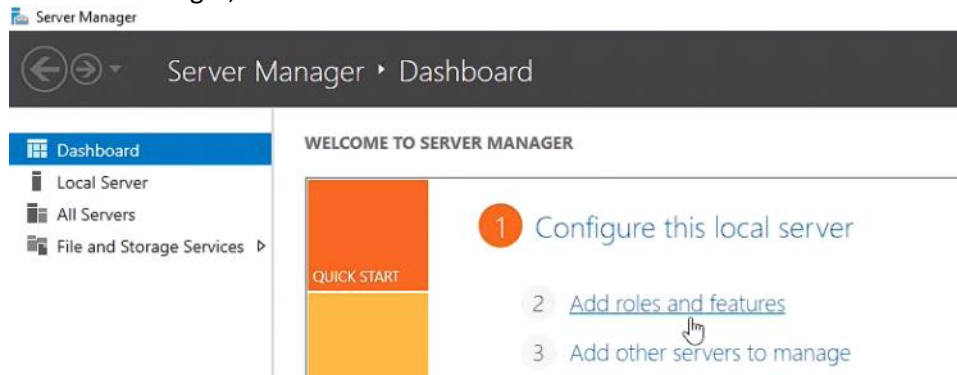 Server Manager
Server Manager • Dashboard
Dashboard
Local Server
All Servers
File and Storage Services
WELCOME TO SERVER MANAGER
QUICK START
1 Configure this local server
2 Add roles and features
3 Add other servers to manage